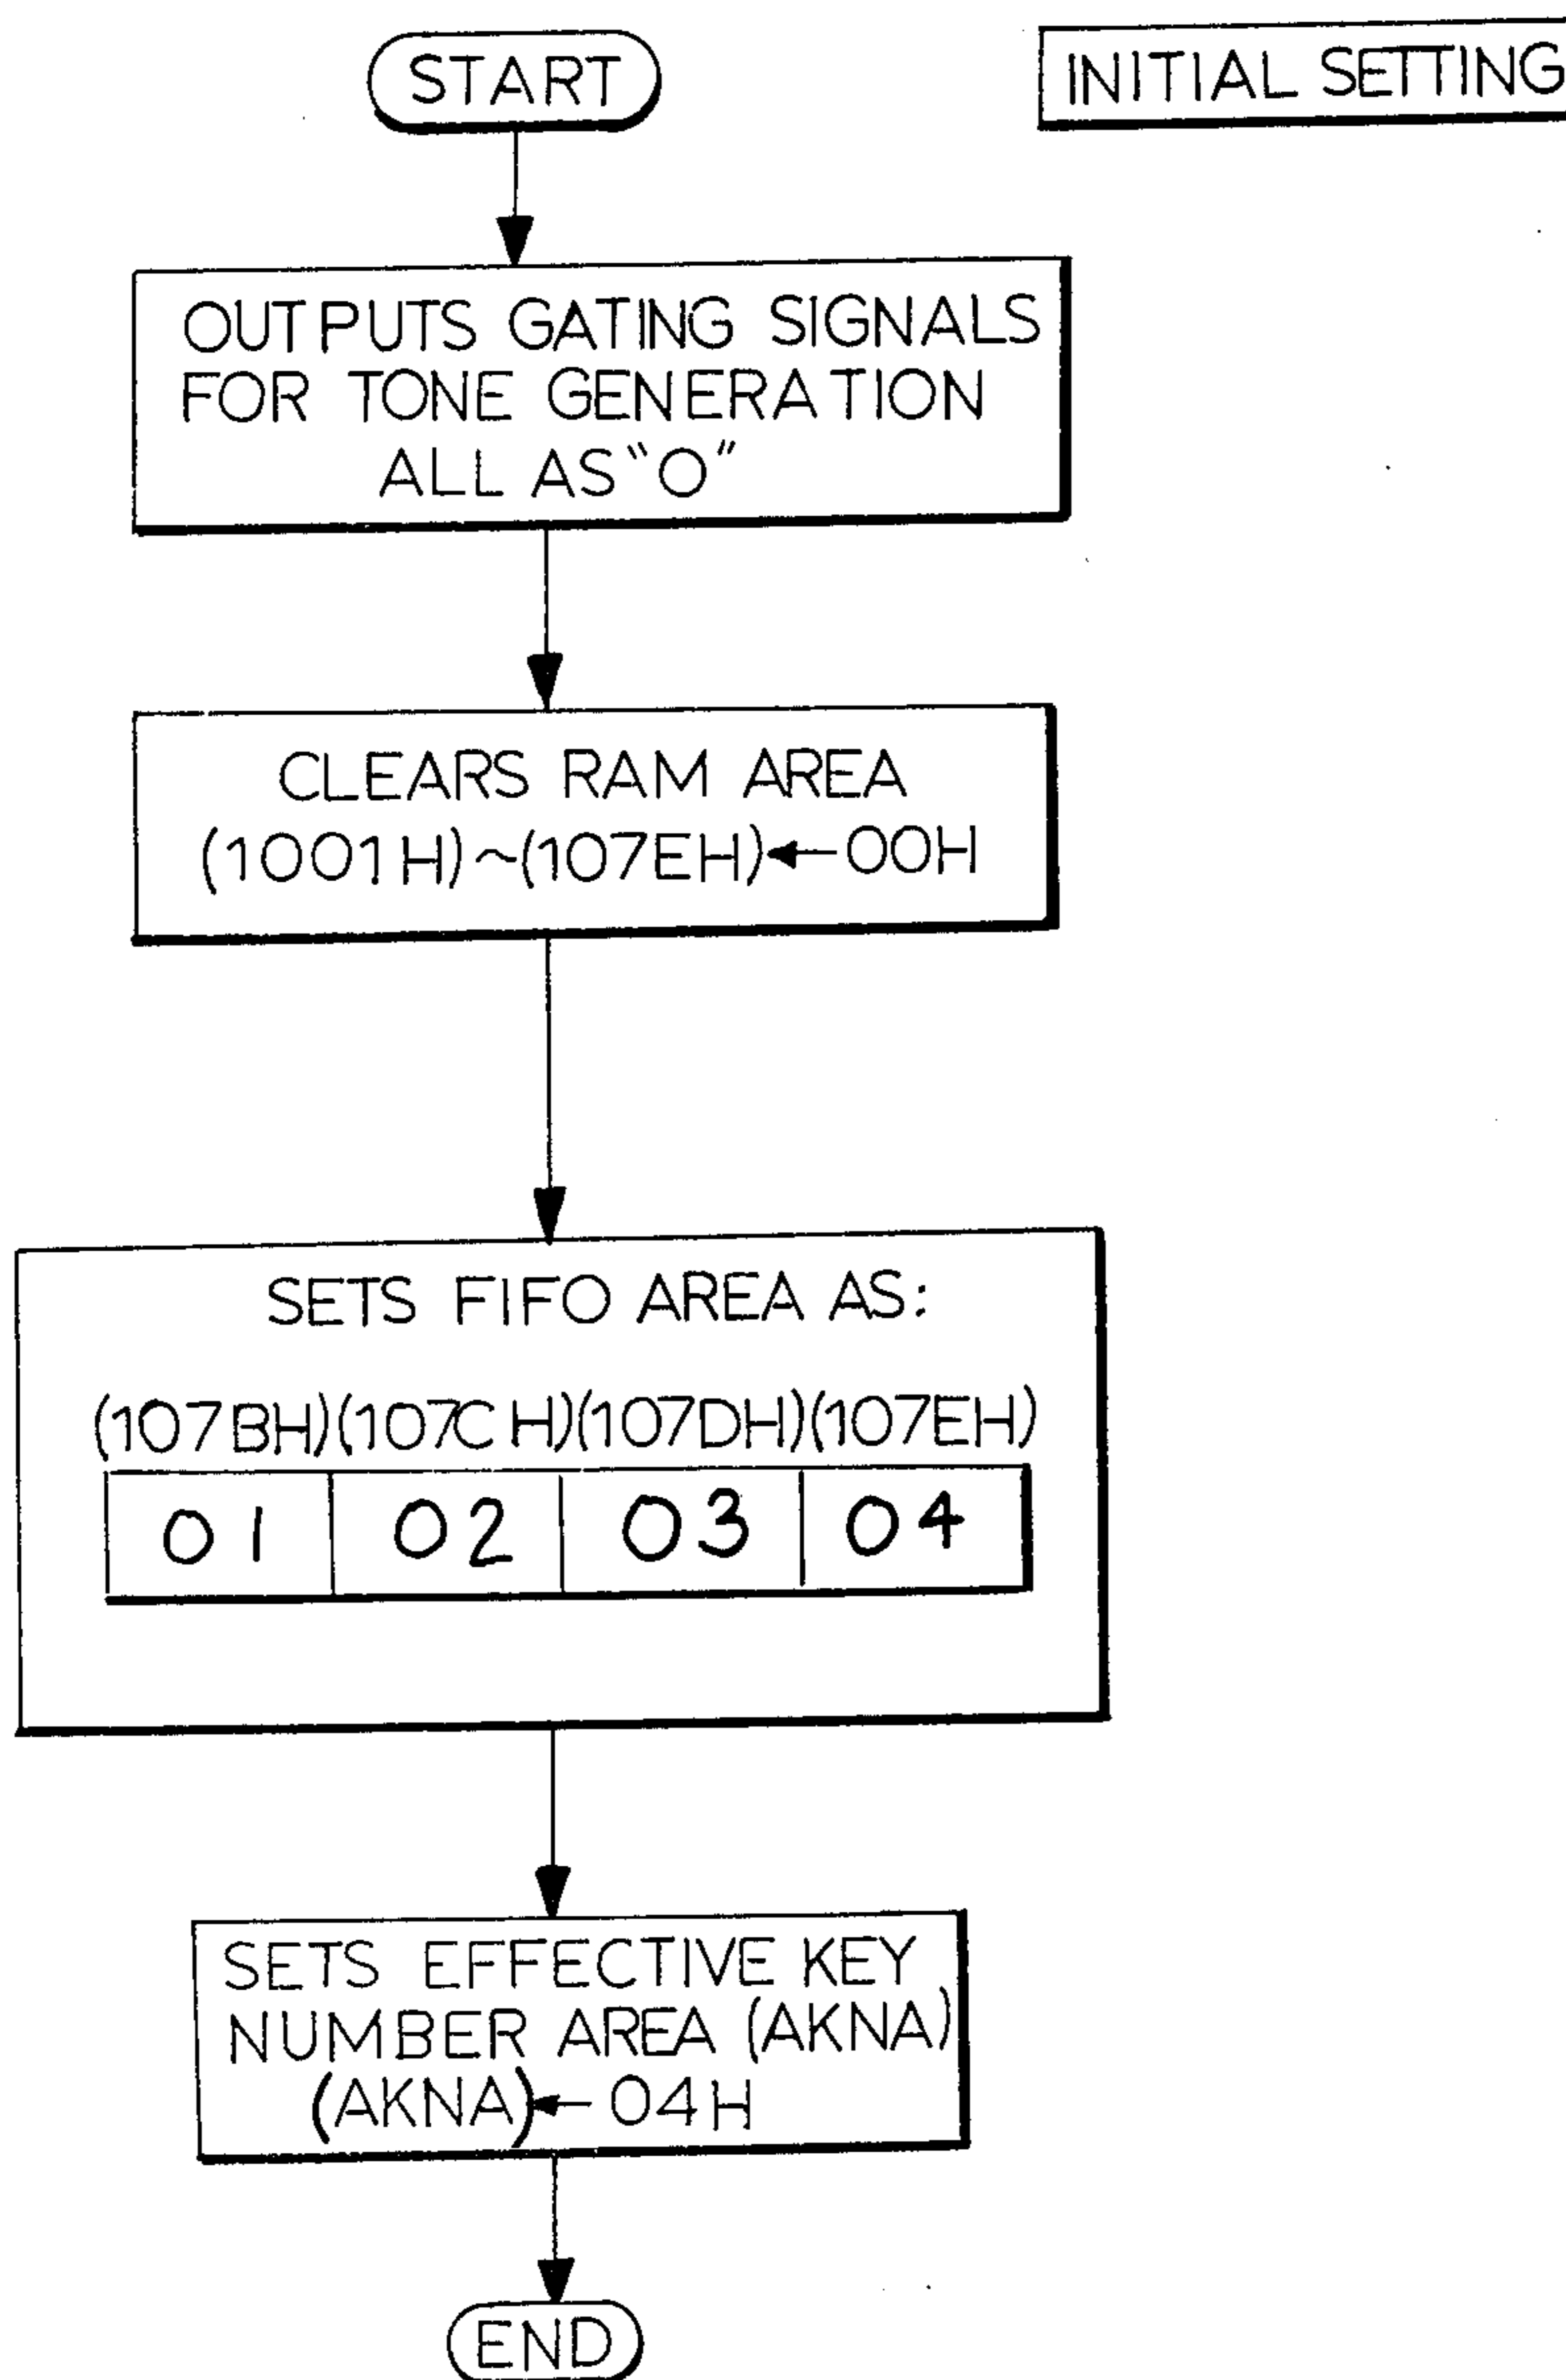 START
INITIAL SETTING
OUTPUTS GATING SIGNALS
FOR TONE GENERATION
ALL AS "0"
CLEARS RAM AREA
(1001H)~(107EH)←00H
SETS FIFO AREA AS:
(107BH)(107CH)(107DH)(107EH)
01 02 03 04
SETS EFFECTIVE KEY
NUMBER AREA (AKNA)
(AKNA)←04H
END